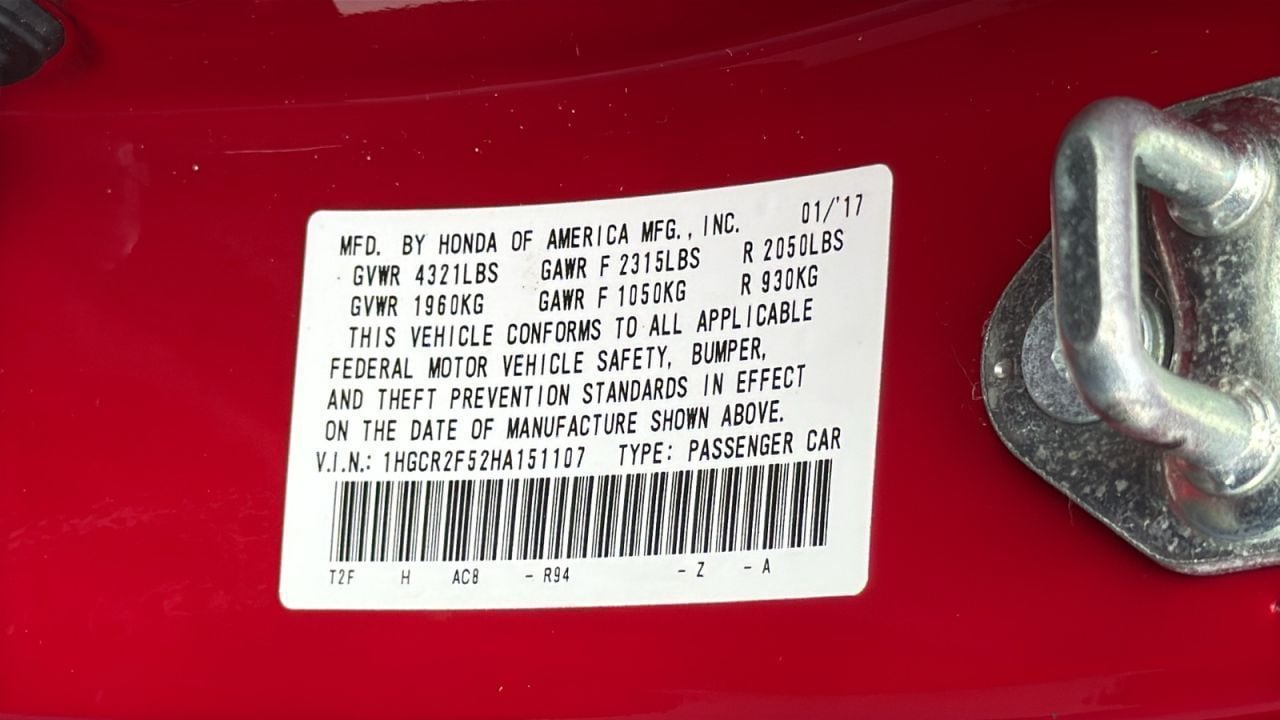 MFD. BY HONDA OF AMERICA MFG., INC. 01/'17
GVWR 4321LBS GAWR F 2315LBS R 2050LBS
GVWR 1960KG GAWR F 1050KG R 930KG
THIS VEHICLE CONFORMS TO ALL APPLICABLE
FEDERAL MOTOR VEHICLE SAFETY, BUMPER,
AND THEFT PREVENTION STANDARDS IN EFFECT
ON THE DATE OF MANUFACTURE SHOWN ABOVE.
V.I.N.: 1HGCR2F52HA151107 TYPE: PASSENGER CAR
T2F H AC8 - R94 - Z - A